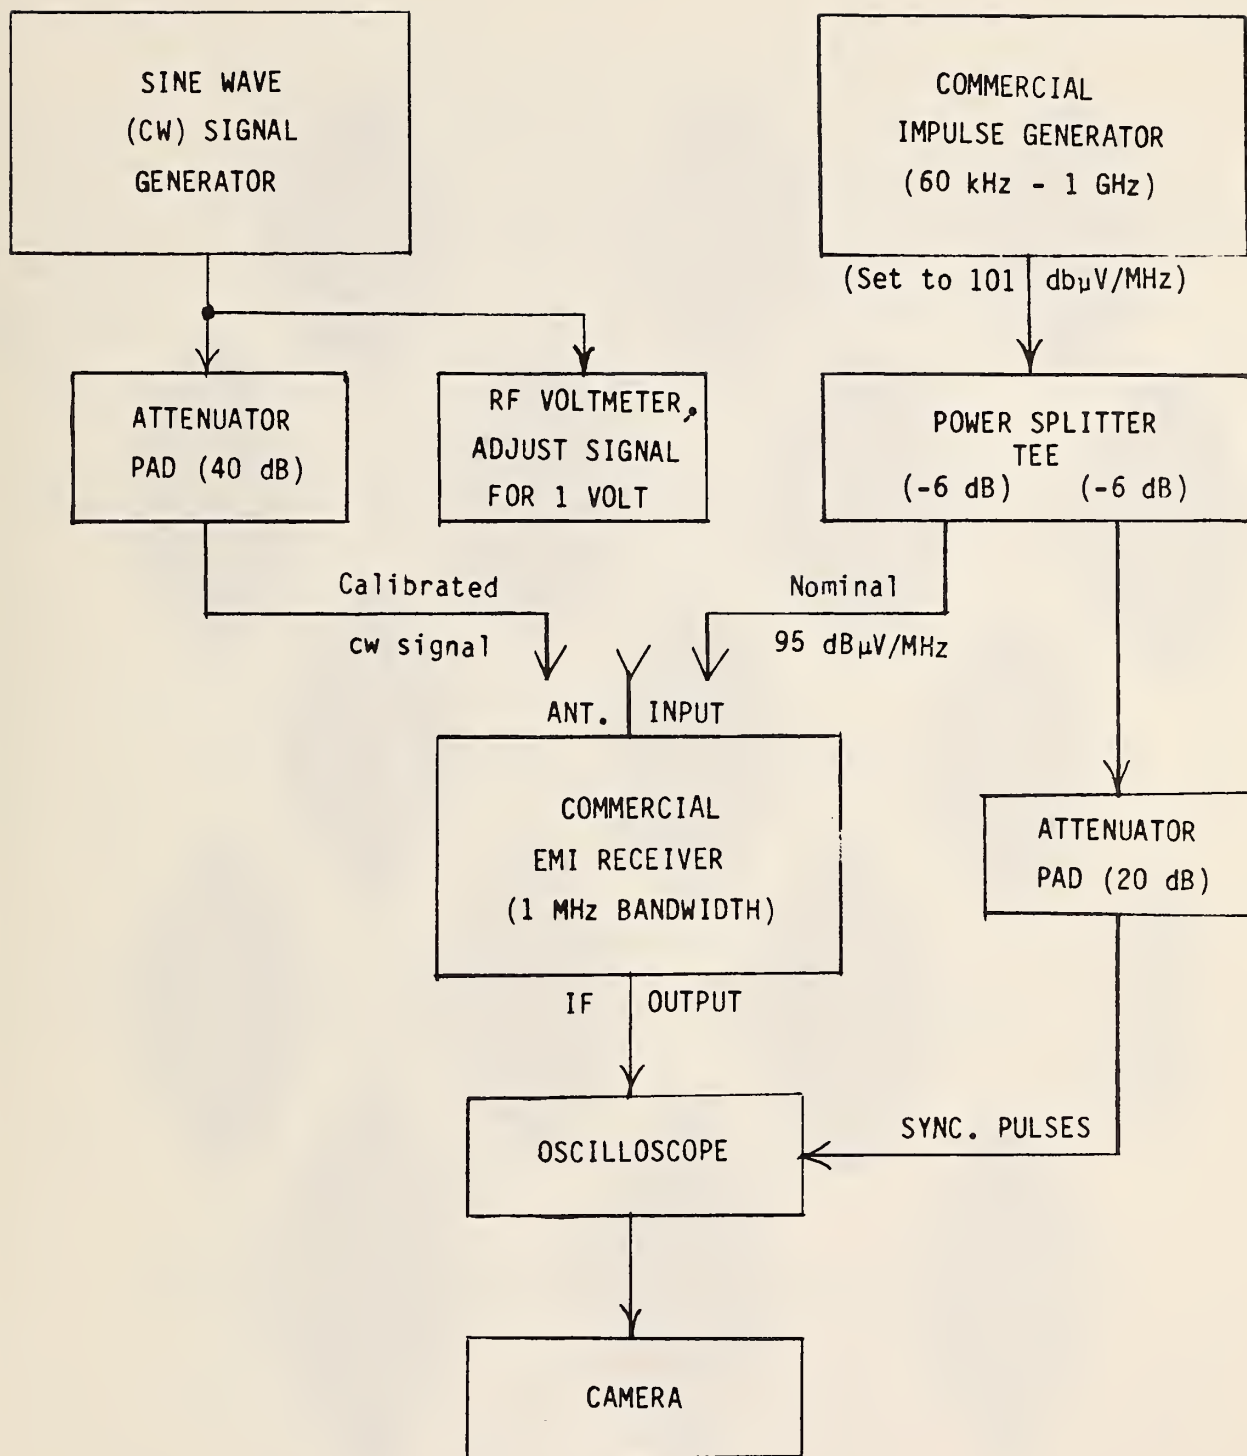 SINE WAVE
(CW) SIGNAL
GENERATOR
COMMERCIAL
IMPULSE GENERATOR
(60 kHz - 1 GHz)
(Set to 101 dbµV/MHz)
ATTENUATOR
PAD (40 dB)
RF VOLTMETER,
ADJUST SIGNAL
FOR 1 VOLT
POWER SPLITTER
TEE
(-6 dB) (-6 dB)
Calibrated
cw signal
Nominal
95 dBµV/MHz
ANT. INPUT
COMMERCIAL
EMI RECEIVER
(1 MHz BANDWIDTH)
ATTENUATOR
PAD (20 dB)
IF OUTPUT
OSCILLOSCOPE
SYNC. PULSES
CAMERA